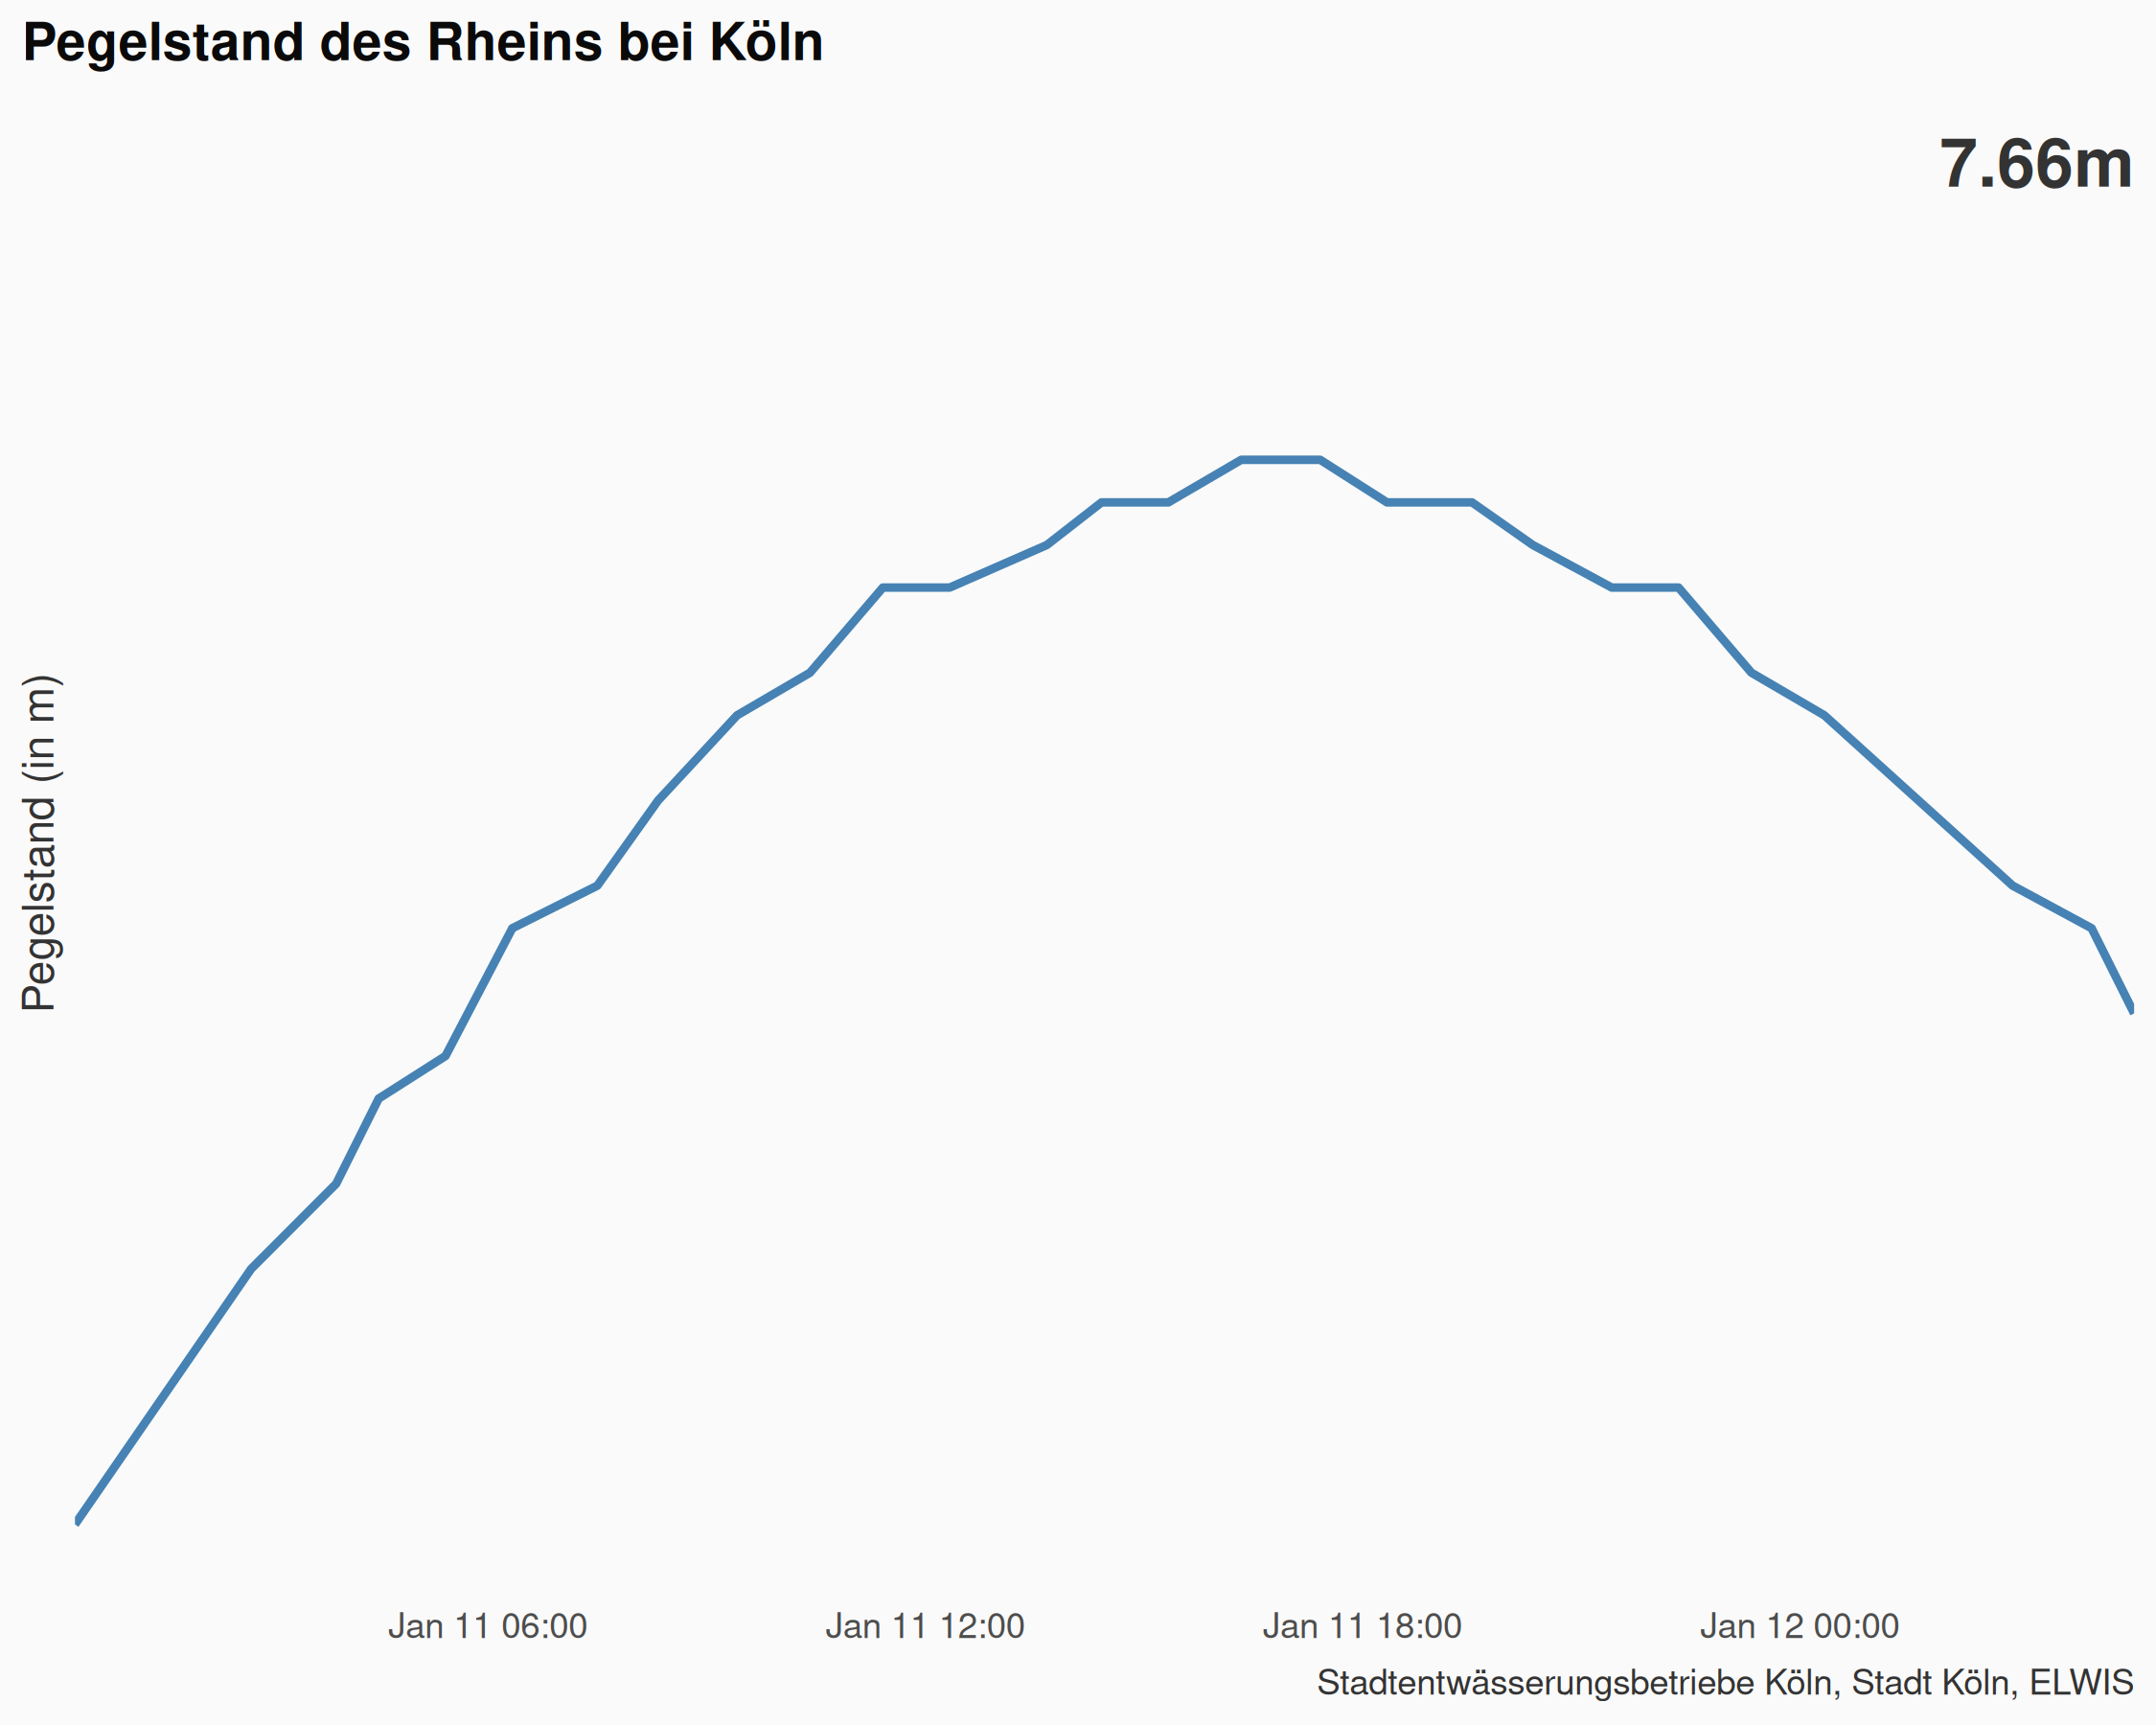 Pegelstand des Rheins bei Köln
7.66m
Pegelstand (in m)
Jan 11 06:00
Jan 11 12:00
Jan 11 18:00
Jan 12 00:00
Stadtentwässerungsbetriebe Köln, Stadt Köln, ELWIS